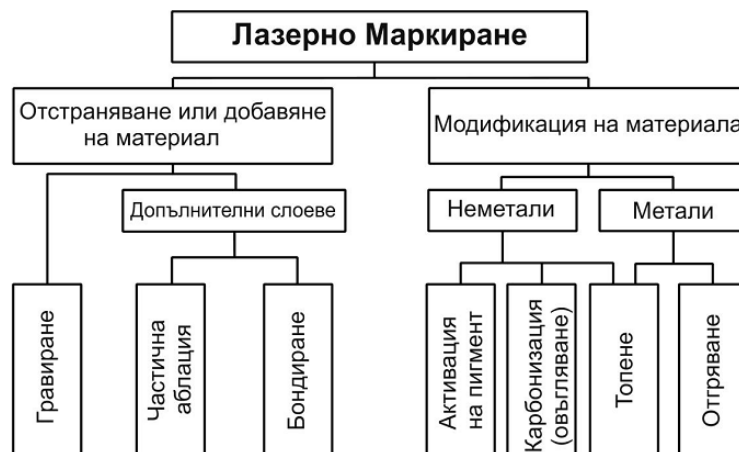 Лазерно Маркиране
Отстраняване или добавяне
на материал
Модификация на материала
Допълнителни слоеве
Неметали
Метали
Гравиране
Частична
аблация
Бондиране
Активация
на пигмент
Карбонизация
(овъгляване)
Топене
Отгряване